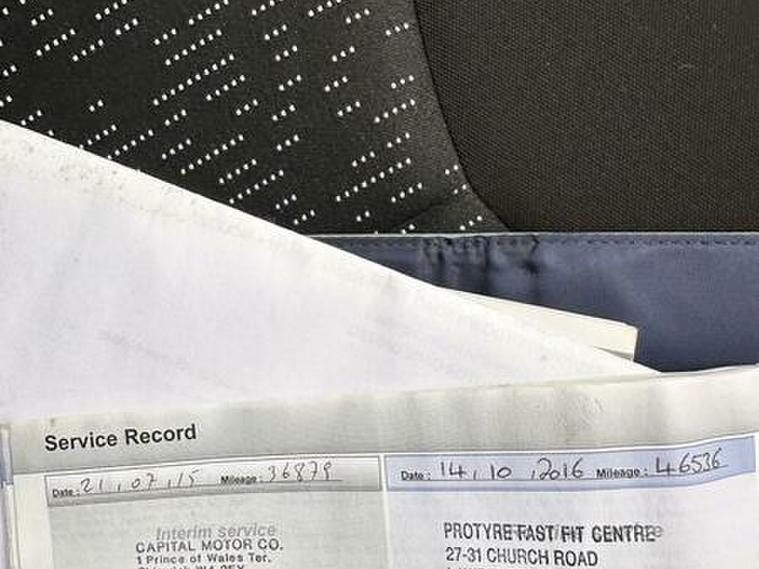 Service Record
Date: 21, 07, 15 Mileage: 36879
Date: 14, 10, 2016 Mileage: 46536
Interim service
CAPITAL MOTOR CO.
1 Prince of Wales Ter.
PROTYRE FAST FIT CENTRE
27-31 CHURCH ROAD